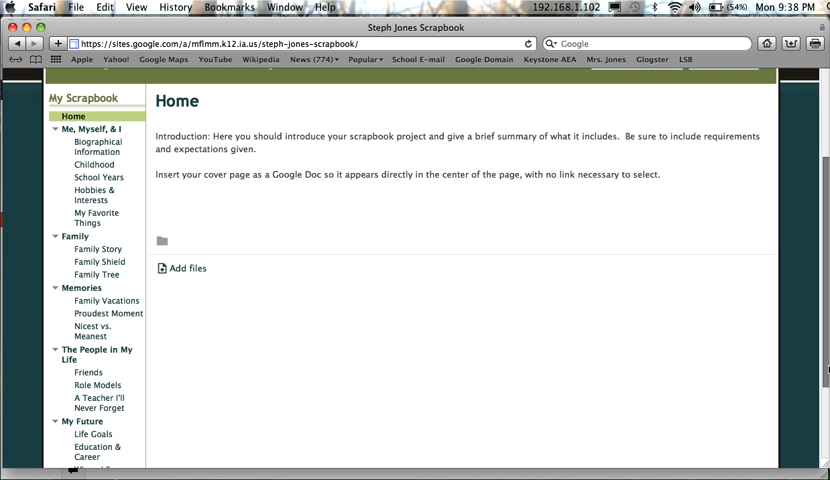 Safari File Edit View History Bookmarks Window Help 192.168.1.102 (54%) Mon 9:38 PM
Steph Jones Scrapbook
https://sites.google.com/a/mflmm.k12.ia.us/steph-jones-scrapbook/ Google
Apple Yahoo! Google Maps YouTube Wikipedia News (774) Popular School E-mail Google Domain Keystone AEA Mrs. Jones Glogster LSB
My Scrapbook
Home
Me, Myself, & I
Biographical
Information
Childhood
School Years
Hobbies &
Interests
My Favorite
Things
Family
Family Story
Family Shield
Family Tree
Memories
Family Vacations
Proudest Moment
Nicest vs.
Meanest
The People in My
Life
Friends
Role Models
A Teacher I'll
Never Forget
My Future
Life Goals
Education &
Career
Home
Introduction: Here you should introduce your scrapbook project and give a brief summary of what it includes. Be sure to include requirements
and expectations given.
Insert your cover page as a Google Doc so it appears directly in the center of the page, with no link necessary to select.
Add files